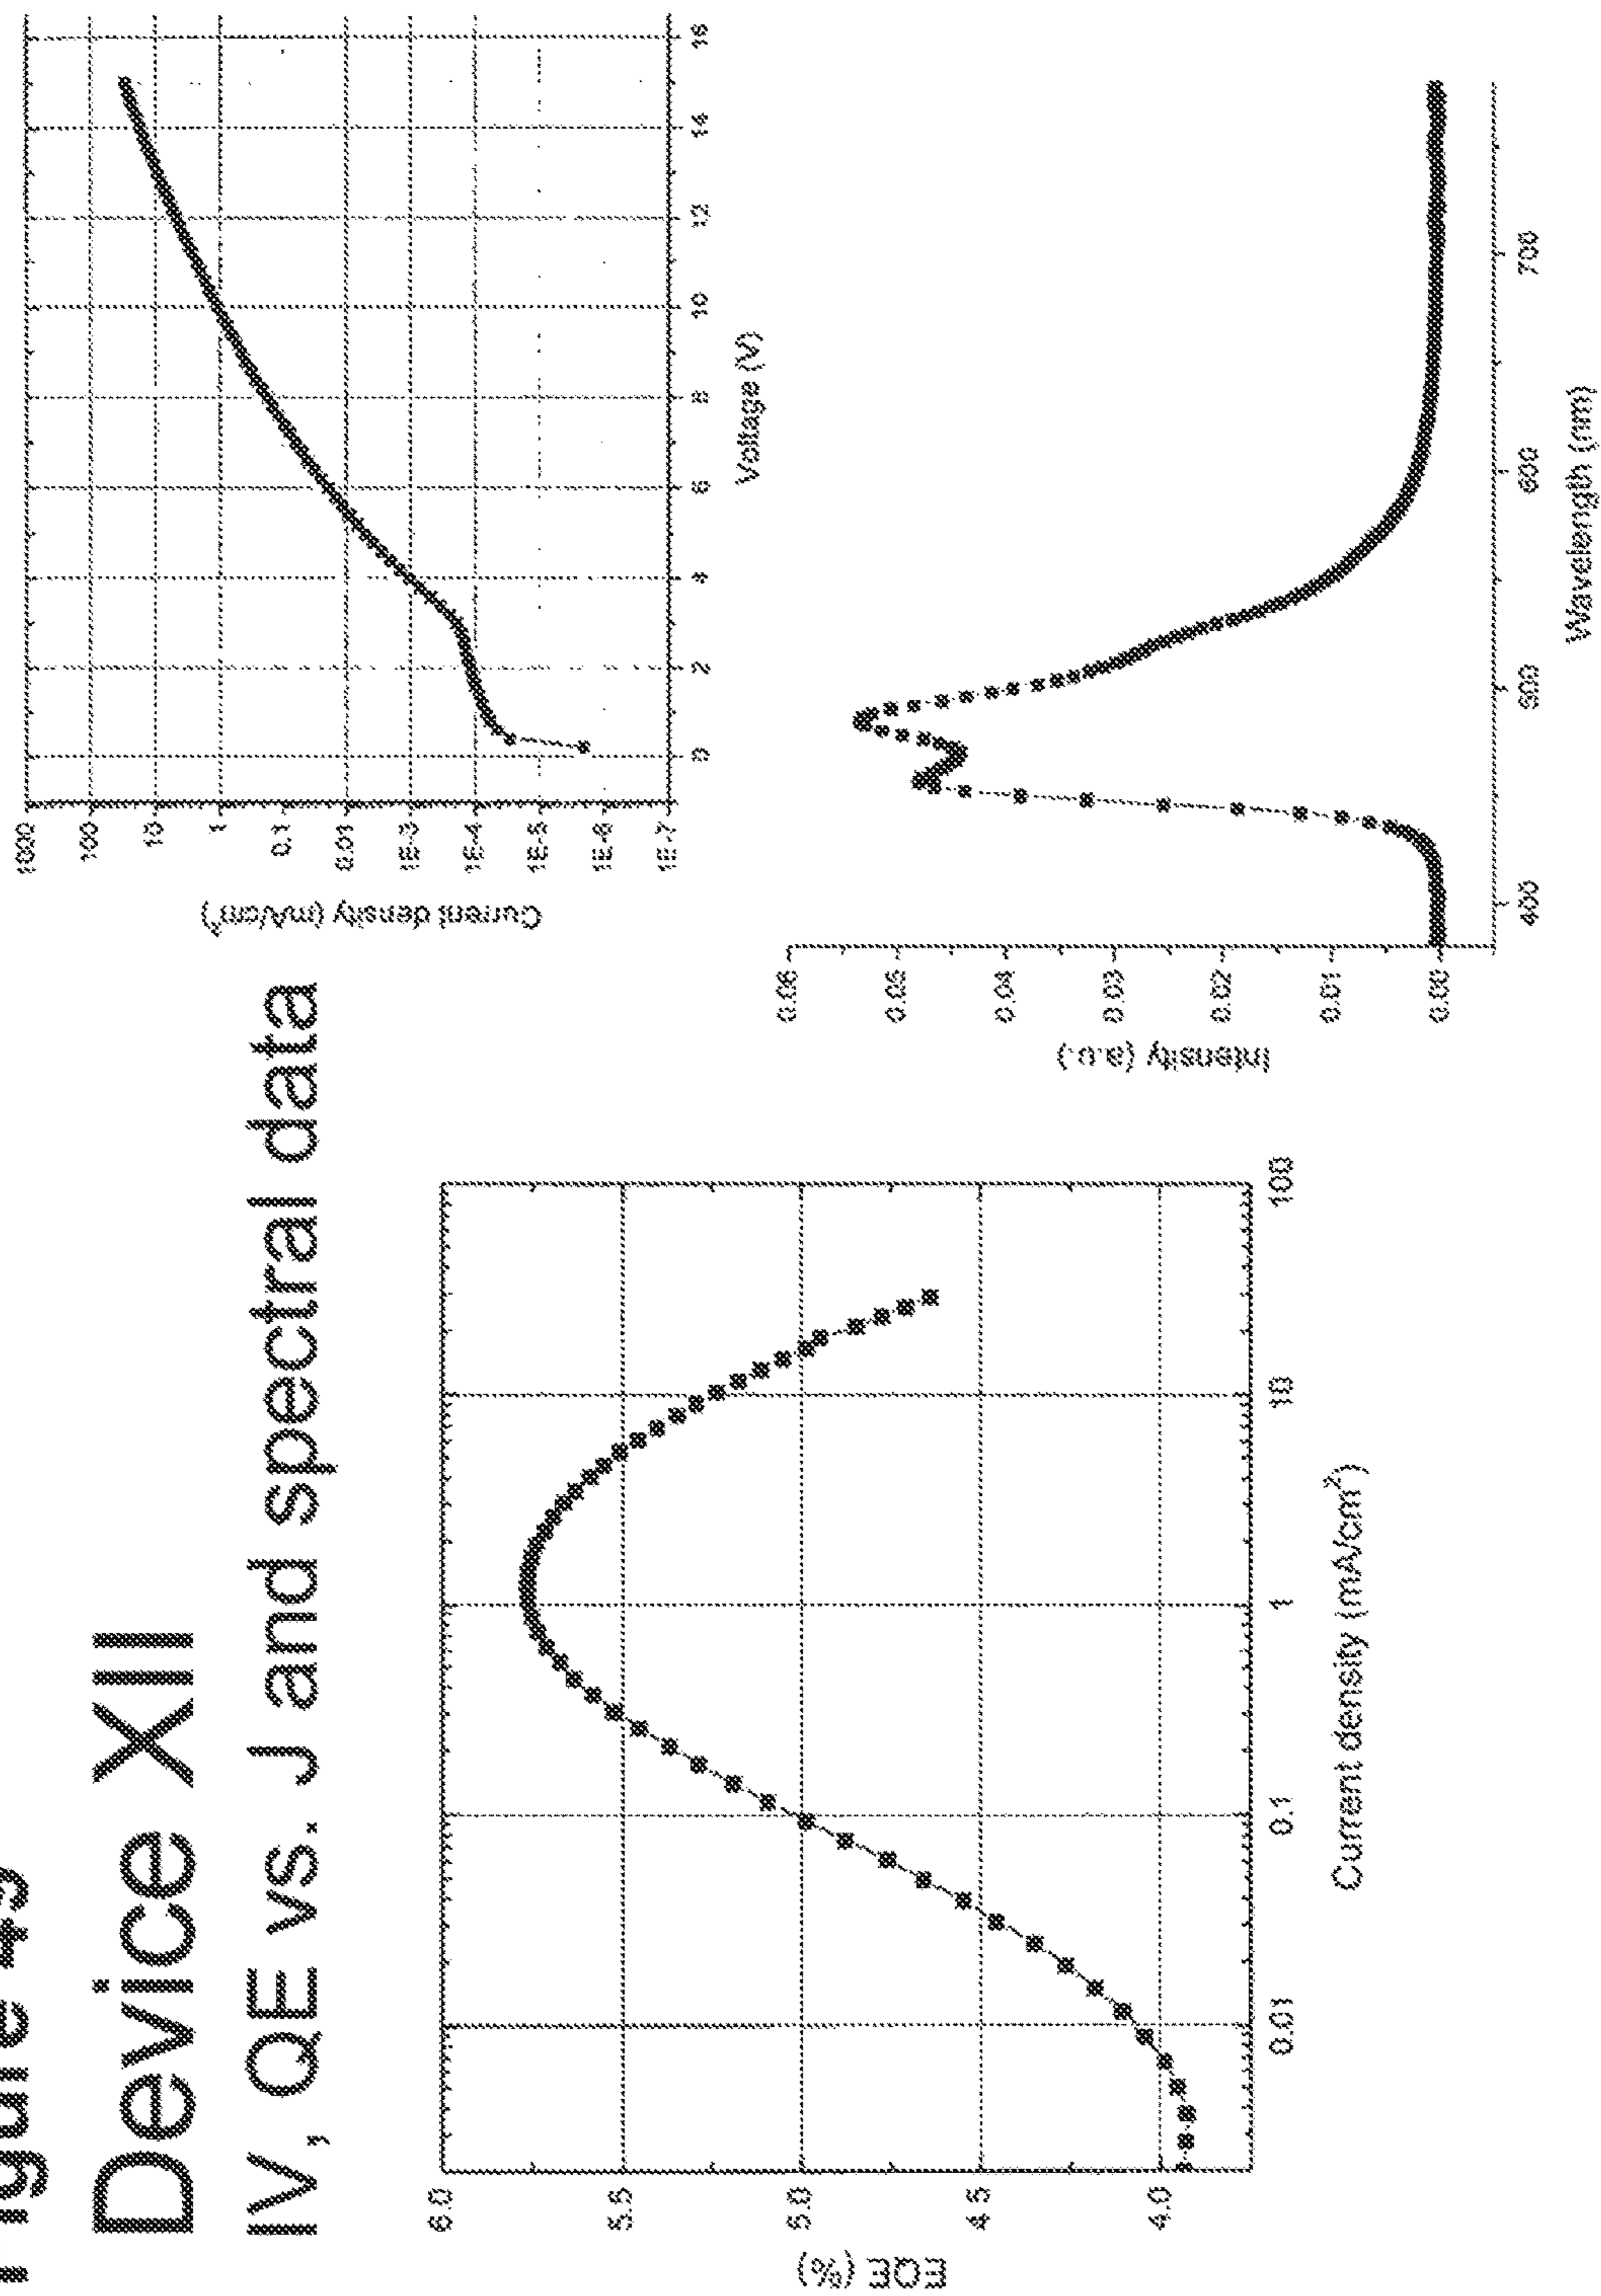 Figure 49
Device XIII
IV, QE vs. J and spectral data
EQE (%)
6.0
5.5
5.0
4.5
4.0
0.01
0.1
1
10
100
Current density (mA/cm²)
Current density (mA/cm²)
1000
100
10
1
0.1
0.01
1E-3
1E-4
1E-5
1E-6
1E-7
0
2
4
6
8
10
12
14
16
Voltage (V)
Intensity (a.u.)
0.06
0.05
0.04
0.03
0.02
0.01
0.00
400
500
600
700
Wavelength (nm)